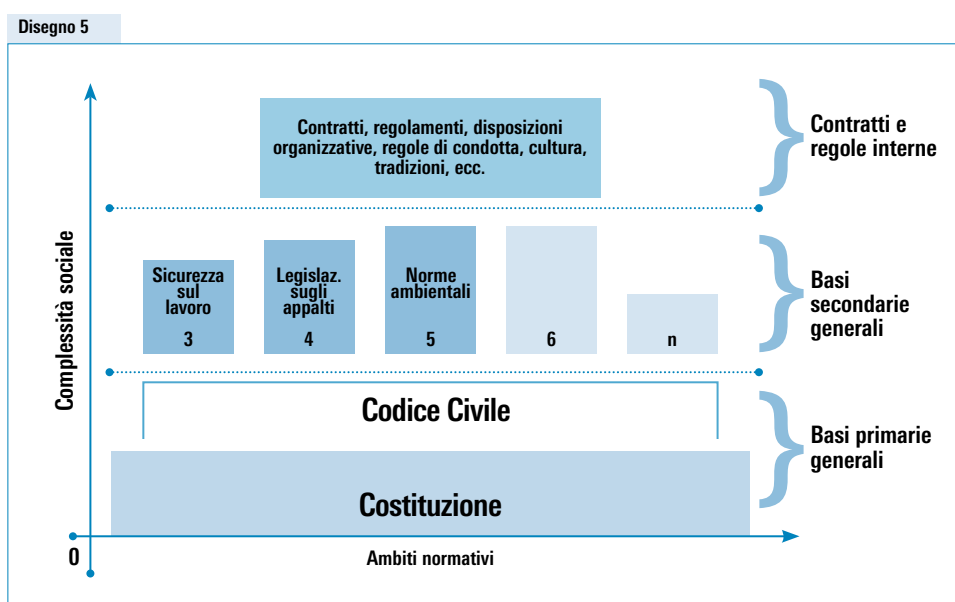 Disegno 5
Contratti, regolamenti, disposizioni
organizzative, regole di condotta, cultura,
tradizioni, ecc.
Contratti e
regole interne
Complessità sociale
Sicurezza
sul
lavoro
3
Legislaz.
sugli
appalti
4
Norme
ambientali
5
6
n
Basi
secondarie
generali
Codice Civile
Costituzione
Basi primarie
generali
0
Ambiti normativi